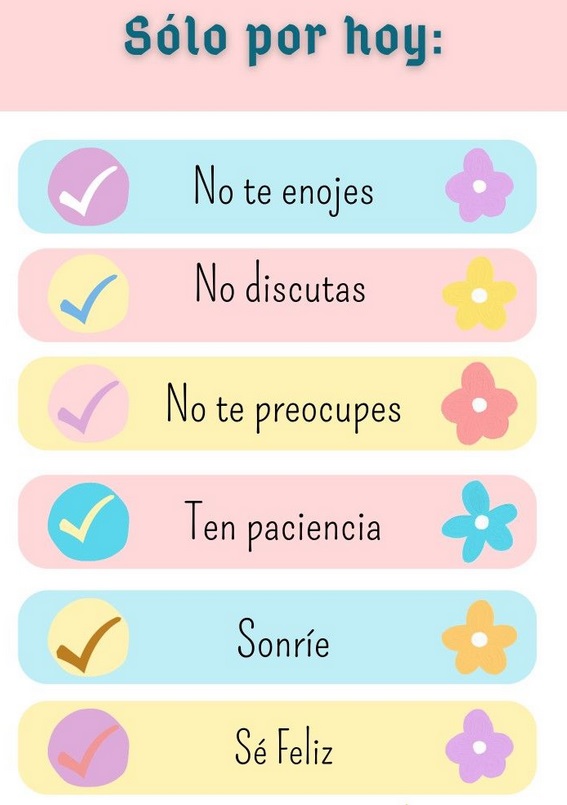 Sólo por hoy:
No te enojes
No discutas
No te preocupes
Ten paciencia
Sonríe
Sé Feliz